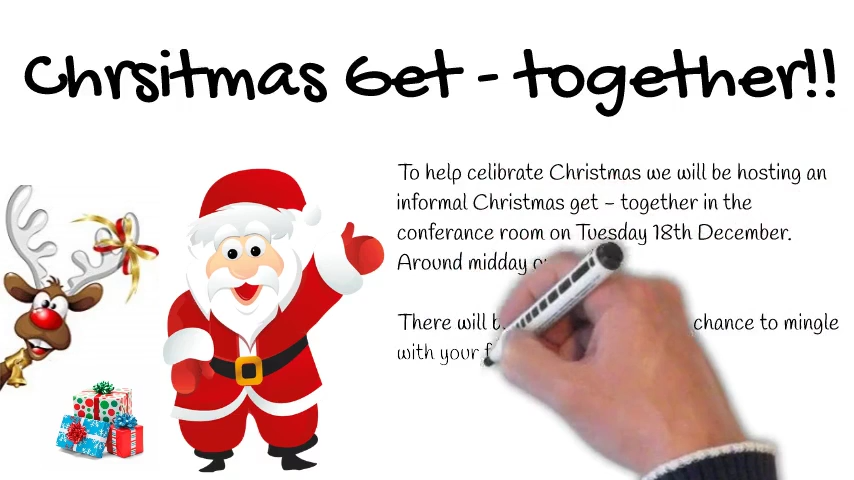 Chrsitmas Get - together!!
To help celibrate Christmas we will be hosting an
informal Christmas get - together in the
conferance room on Tuesday 18th December.
Around midday
There will chance to mingle
with your